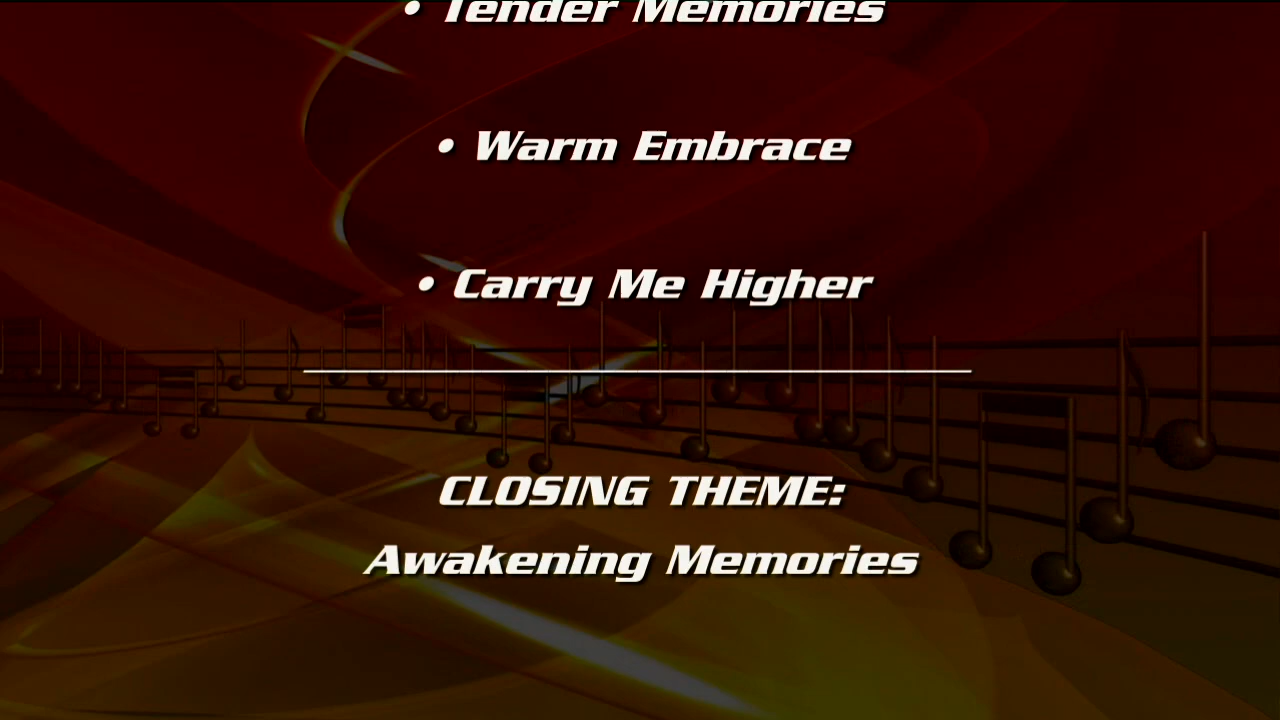 • Tender Memories
• Warm Embrace
• Carry Me Higher
CLOSING THEME:
Awakening Memories